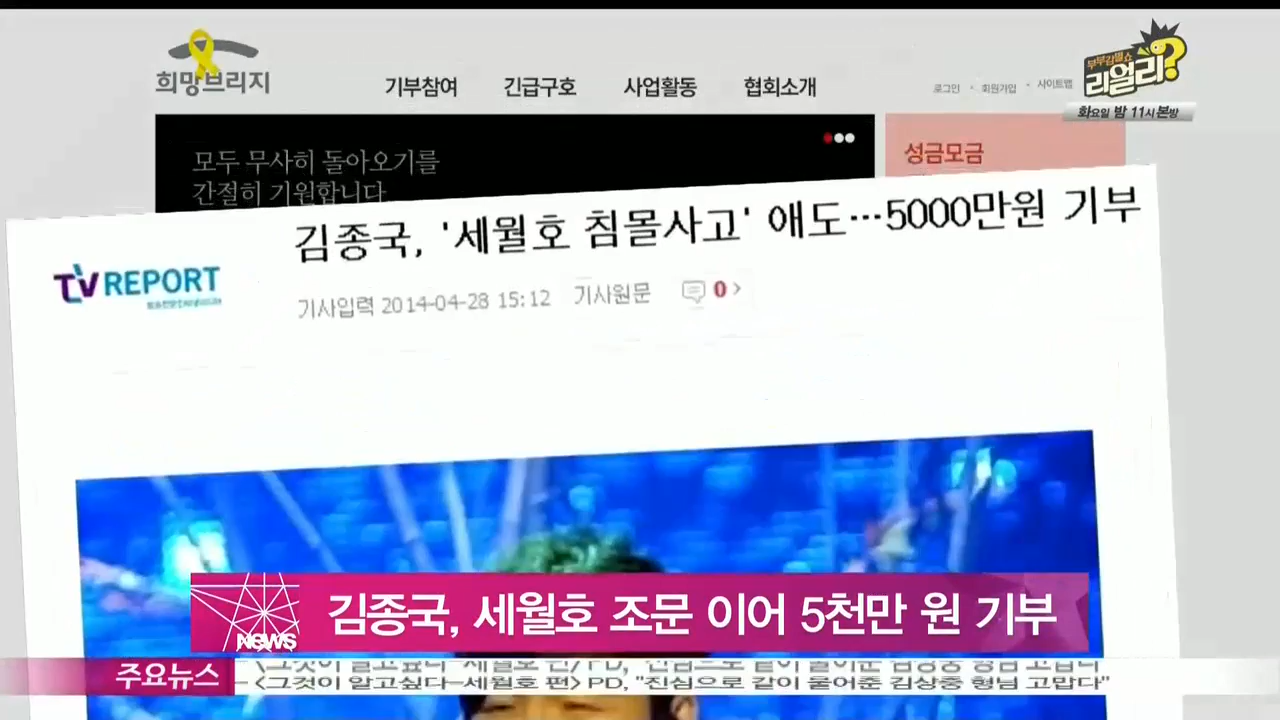 희망브리지
기부참여 긴급구호 사업활동 협회소개
로그인 · 회원가입 · 사이트맵
부부감별쇼
리얼리?
화요일 밤 11시 본방
모두 무사히 돌아오기를
간절히 기원합니다
성금모금
TV REPORT
김종국, '세월호 침몰사고' 애도…5000만원 기부
기사입력 2014-04-28 15:12 기사원문 0
NEWS
김종국, 세월호 조문 이어 5천만 원 기부
주요뉴스
<그것이 알고싶다-세월호 편> PD, "진심으로 같이 울어준 김상중 형님 고맙다"